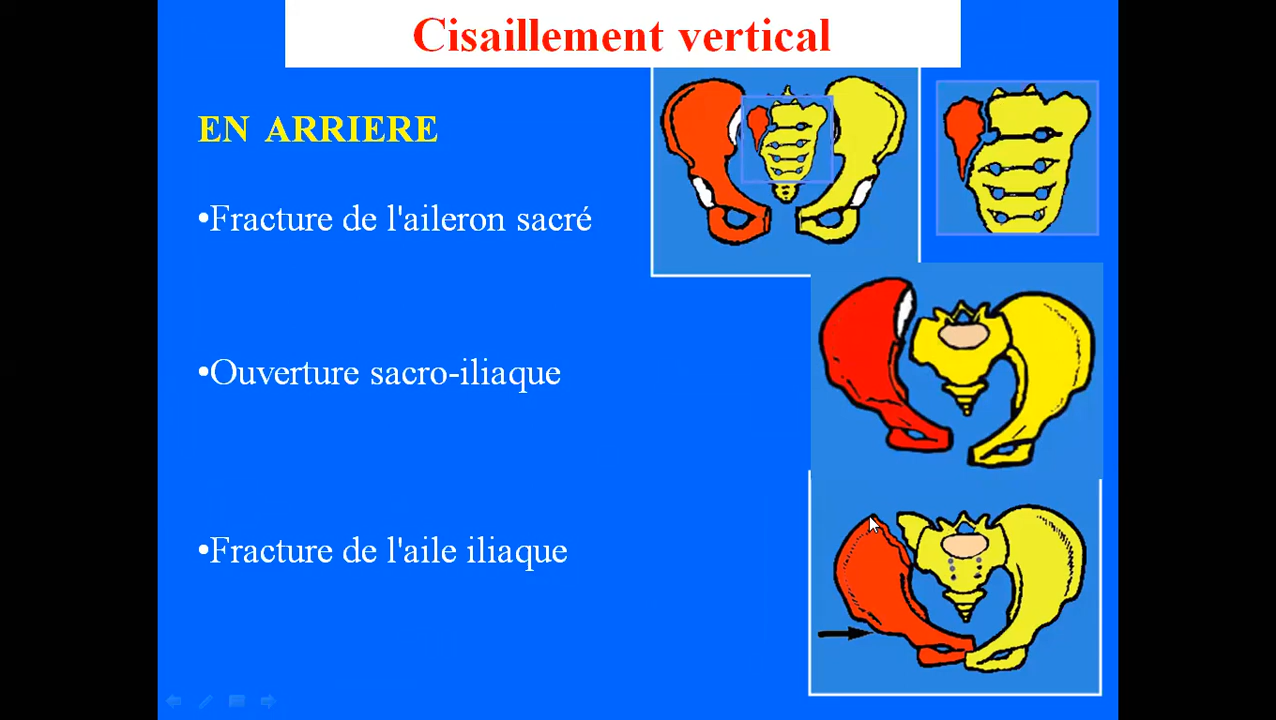 Cisaillement vertical
EN ARRIERE
•Fracture de l'aileron sacré
•Ouverture sacro-iliaque
•Fracture de l'aile iliaque